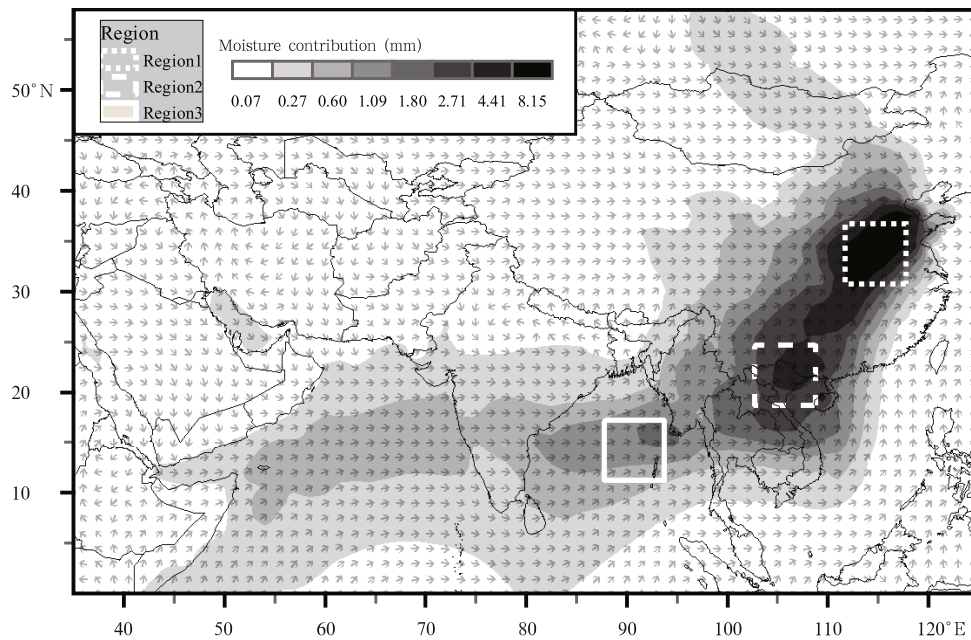 Region
Region1
Region2
Region3
Moisture contribution (mm)
0.07 0.27 0.60 1.09 1.80 2.71 4.41 8.15
50°N
40
30
20
10
40 50 60 70 80 90 100 110 120°E